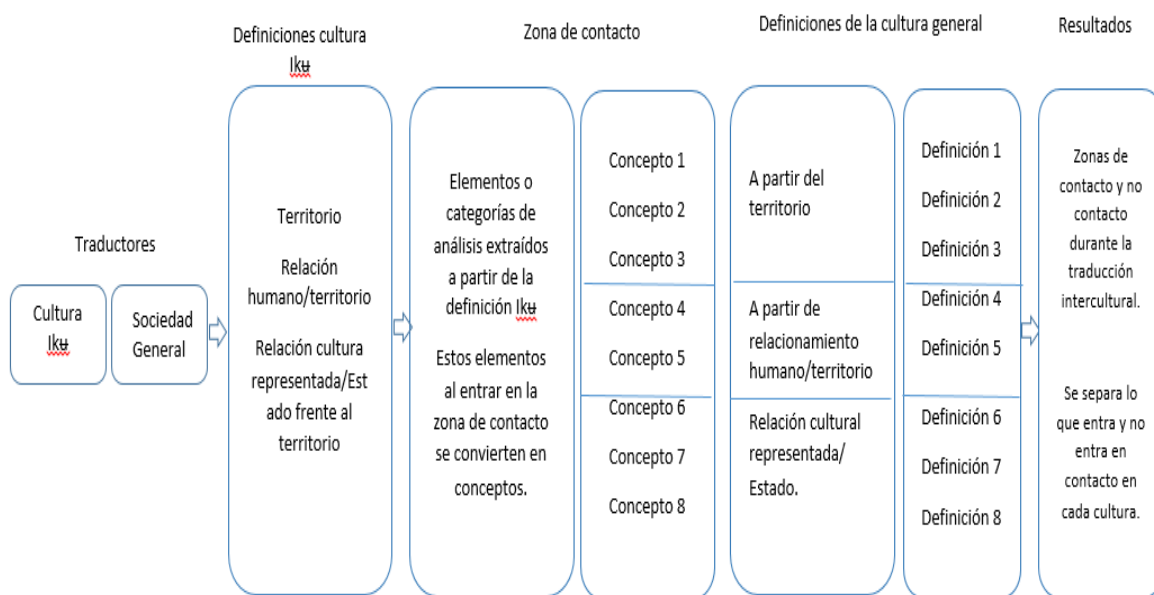 Definiciones cultura
Ikʉ
Zona de contacto
Definiciones de la cultura general
Resultados
Traductores
Cultura
Ikʉ
Sociedad
General
Territorio
Relación
humano/territorio
Relación cultura
representada/Est
ado frente al
territorio
Elementos o
categorías de
análisis extraídos
a partir de la
definición Ikʉ
Estos elementos
al entrar en la
zona de contacto
se convierten en
conceptos.
Concepto 1
Concepto 2
Concepto 3
Concepto 4
Concepto 5
Concepto 6
Concepto 7
Concepto 8
A partir del
territorio
A partir de
relacionamiento
humano/territorio
Relación cultural
representada/
Estado.
Definición 1
Definición 2
Definición 3
Definición 4
Definición 5
Definición 6
Definición 7
Definición 8
Zonas de
contacto y no
contacto
durante la
traducción
intercultural.
Se separa lo
que entra y no
entra en
contacto en
cada cultura.